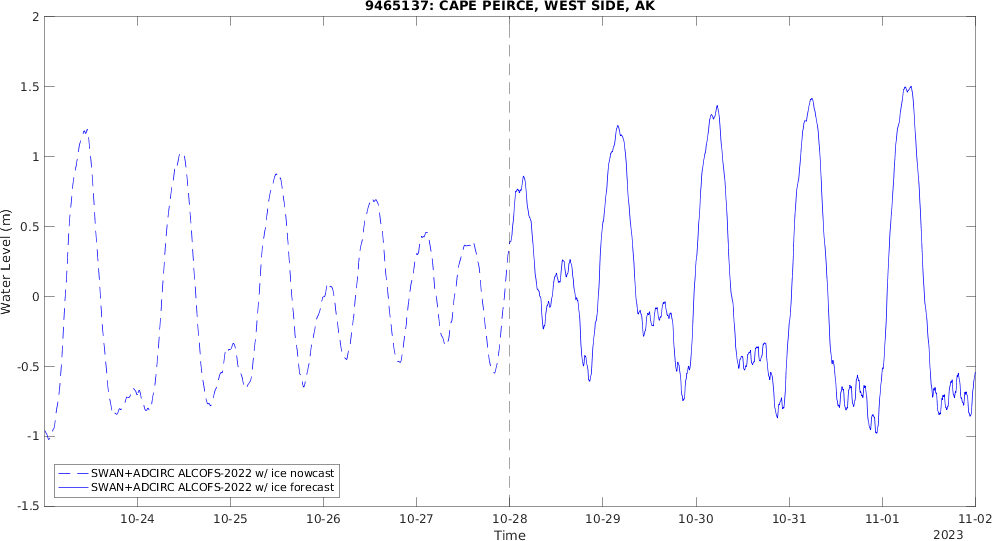 9465137: CAPE PEIRCE, WEST SIDE, AK
2
1.5
1
0.5
0
-0.5
-1
-1.5
Water Level (m)
SWAN+ADCIRC ALCOFS-2022 w/ ice nowcast
SWAN+ADCIRC ALCOFS-2022 w/ ice forecast
10-24 10-25 10-26 10-27 10-28 10-29 10-30 10-31 11-01 11-02
Time
2023